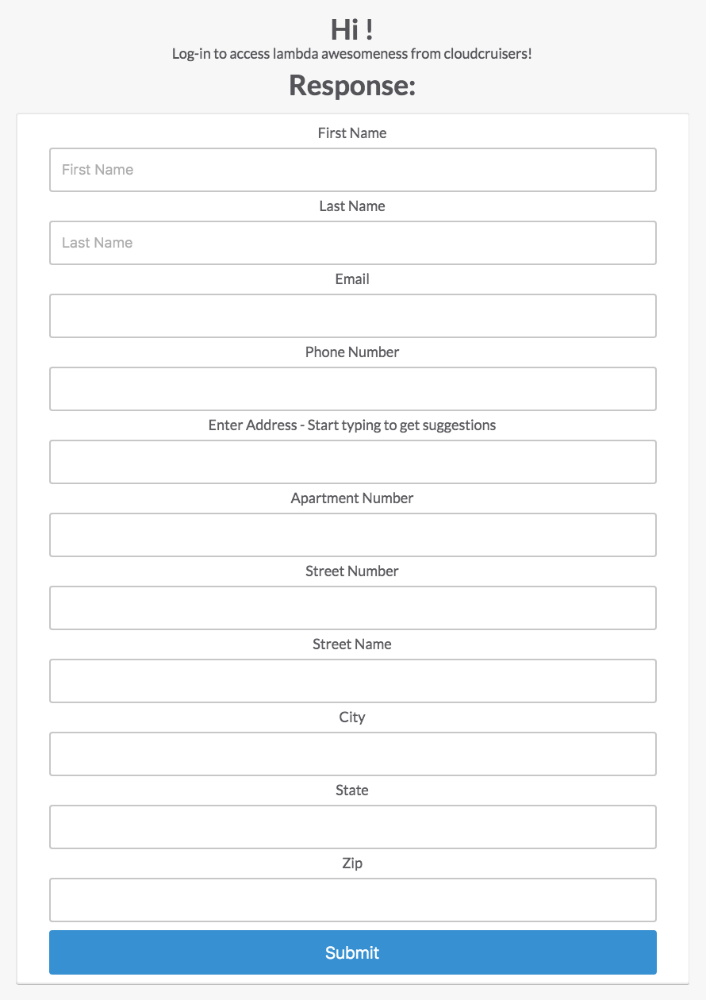 Hi !
Log-in to access lambda awesomeness from cloudcruisers!
Response:
First Name
First Name
Last Name
Last Name
Email
Phone Number
Enter Address - Start typing to get suggestions
Apartment Number
Street Number
Street Name
City
State
Zip
Submit